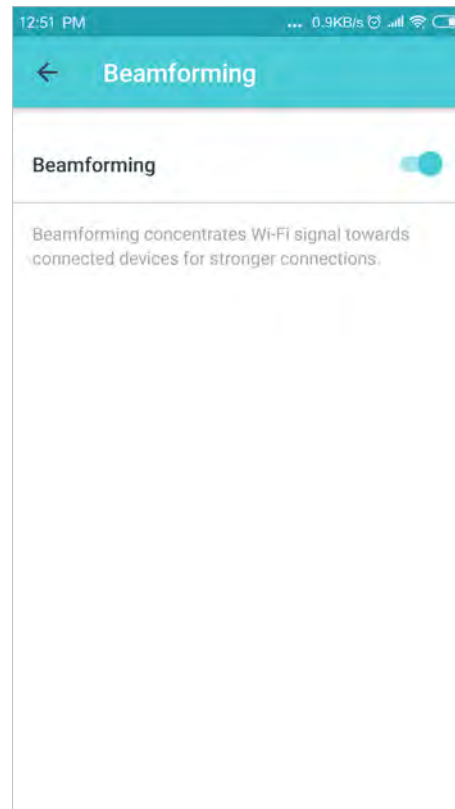 12:51 PM ... 0.9KB/s
Beamforming
Beamforming
Beamforming concentrates Wi-Fi signal towards
connected devices for stronger connections.